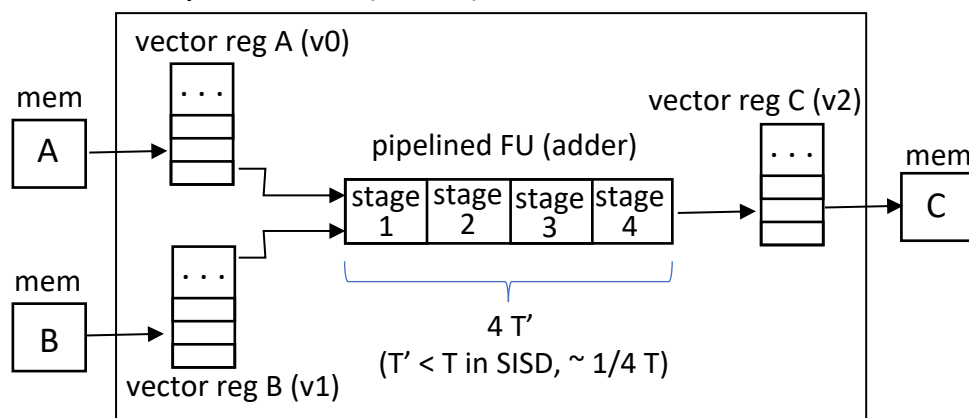 vector reg A (v0)
mem
. . .
A
vector reg C (v2)
pipelined FU (adder)
. . .
mem
stage 1
stage 2
stage 3
stage 4
C
mem
. . .
B
4 T’
(T’ < T in SISD, ~ 1/4 T)
vector reg B (v1)